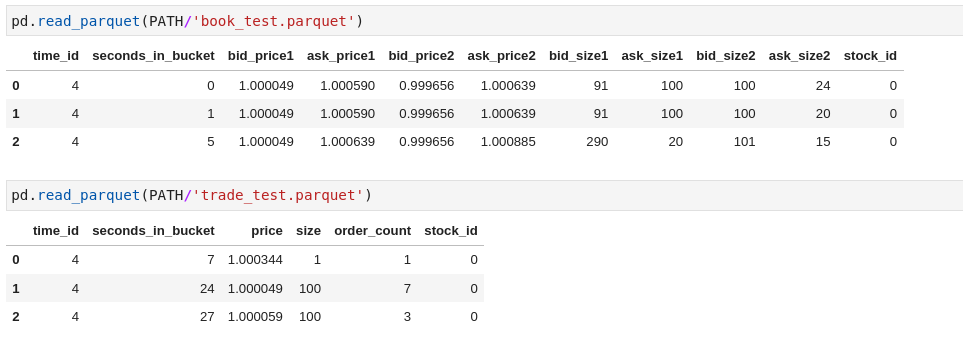 pd.read_parquet(PATH/'book_test.parquet')
time_id seconds_in_bucket bid_price1 ask_price1 bid_price2 ask_price2 bid_size1 ask_size1 bid_size2 ask_size2 stock_id
0 4 0 1.000049 1.000590 0.999656 1.000639 91 100 100 24 0
1 4 1 1.000049 1.000590 0.999656 1.000639 91 100 100 20 0
2 4 5 1.000049 1.000639 0.999656 1.000885 290 20 101 15 0
pd.read_parquet(PATH/'trade_test.parquet')
time_id seconds_in_bucket price size order_count stock_id
0 4 7 1.000344 1 1 0
1 4 24 1.000049 100 7 0
2 4 27 1.000059 100 3 0